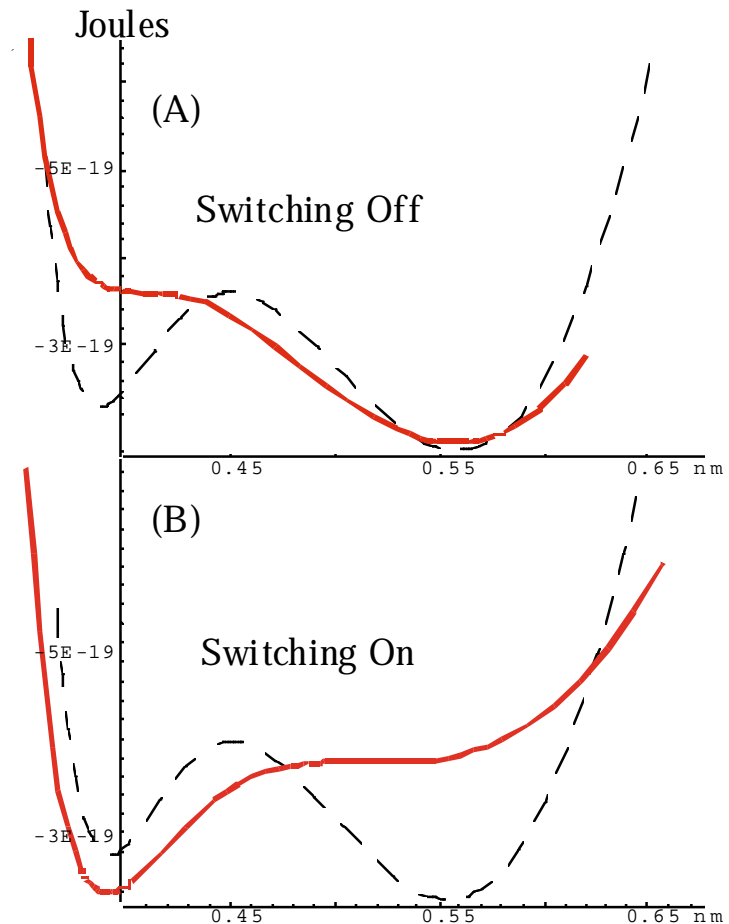 Joules
(A)
-5E-19
Switching Off
-3E-19
0.45 0.55 0.65 nm
(B)
-5E-19
Switching On
-3E-19
0.45 0.55 0.65 nm